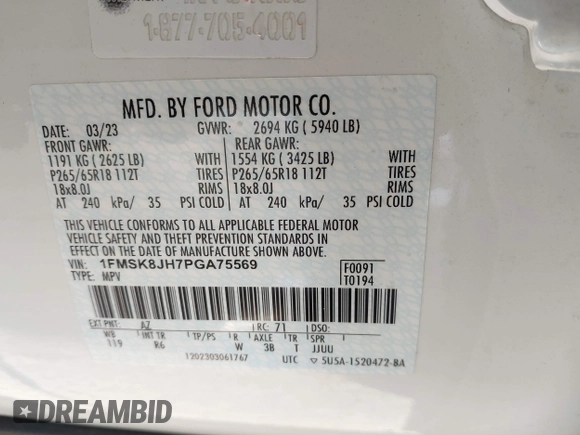 1-877-705-4001
MFD. BY FORD MOTOR CO.
DATE: 03/23 GVWR: 2694 KG ( 5940 LB)
FRONT GAWR: REAR GAWR:
1191 KG ( 2625 LB) WITH 1554 KG ( 3425 LB) WITH
P265/65R18 112T TIRES P265/65R18 112T TIRES
18x8.0J RIMS 18x8.0J RIMS
AT 240 kPa/ 35 PSI COLD AT 240 kPa/ 35 PSI COLD
THIS VEHICLE CONFORMS TO ALL APPLICABLE FEDERAL MOTOR
VEHICLE SAFETY AND THEFT PREVENTION STANDARDS IN
EFFECT ON THE DATE OF MANUFACTURE SHOWN ABOVE.
VIN: 1FMSK8JH7PGA75569 F0091
TYPE: MPV T0194
EXT PNT: AZ RC: 71 DSO:
WB INT TR TP/PS R AXLE TR SPR
119 R6 W 3B T JJUU
1202303061767 UTC ▽ 5U5A-1520472-BA
DREAMBID